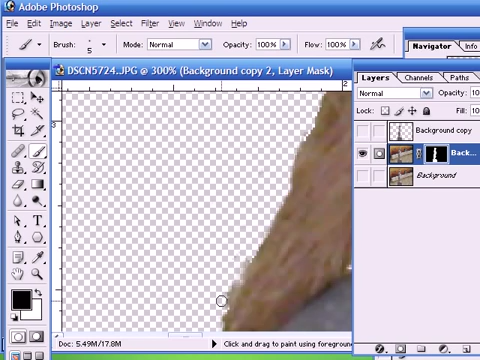 Adobe Photoshop
File Edit Image Layer Select Filter View Window Help
Brush: 5 Mode: Normal Opacity: 100% Flow: 100%
Navigator Info
DSCN5724.JPG @ 300% (Background copy 2, Layer Mask)
2
3
Layers Channels Paths
Normal Opacity: 10
Lock: Fill: 10
Background copy
Back...
Background
Doc: 5.49M/17.8M Click and drag to paint using foregroun